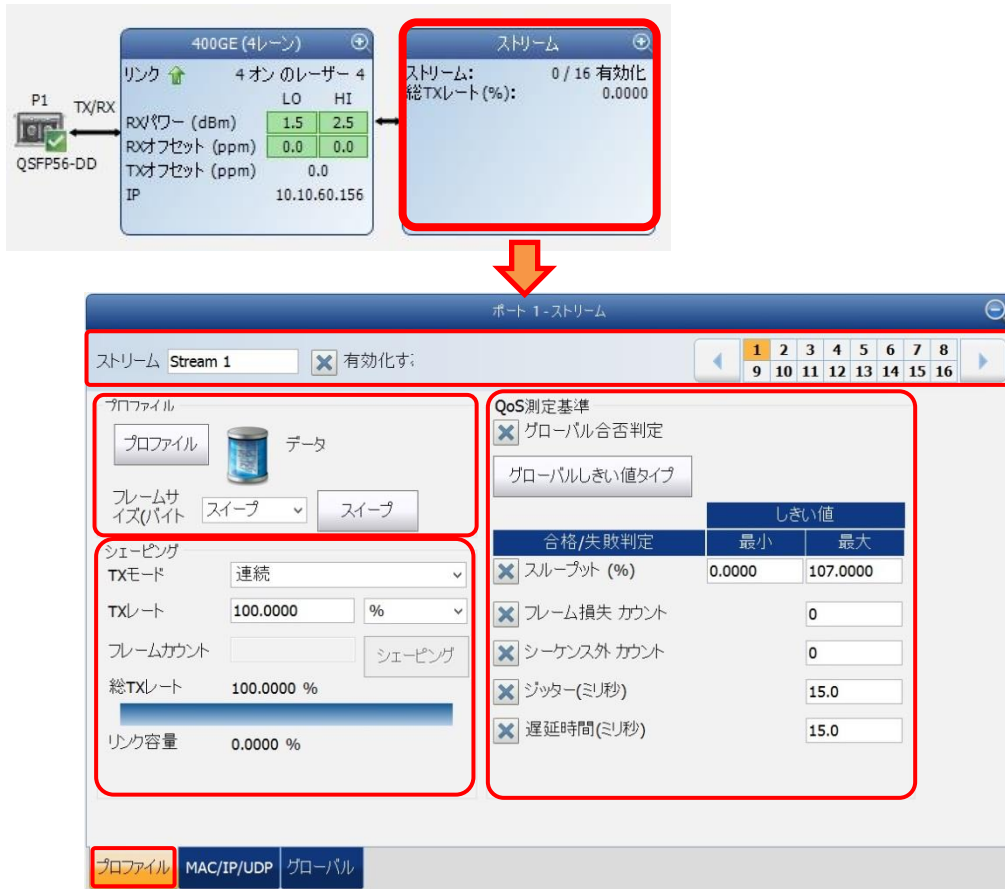 400GE (4レーン)
リンク 4 オン のレーザー 4
LO HI
RXパワー (dBm) 1.5 2.5
RXオフセット (ppm) 0.0 0.0
TXオフセット (ppm) 0.0
IP 10.10.60.156
P1 TX/RX
QSFP56-DD
ストリーム
ストリーム: 0 / 16 有効化
総TXレート(%): 0.0000
ポート 1 - ストリーム
ストリーム Stream 1 有効化す
1 2 3 4 5 6 7 8
9 10 11 12 13 14 15 16
プロファイル
プロファイル データ
フレームサ
イズ(バイト スイープ スイープ
シェーピング
TXモード 連続
TXレート 100.0000 %
フレームカウント シェーピング
総TXレート 100.0000 %
リンク容量 0.0000 %
QoS測定基準
グローバル合否判定
グローバルしきい値タイプ
しきい値
合格/失敗判定 最小 最大
スループット (%) 0.0000 107.0000
フレーム損失 カウント 0
シーケンス外 カウント 0
ジッター(ミリ秒) 15.0
遅延時間(ミリ秒) 15.0
プロファイル MAC/IP/UDP グローバル